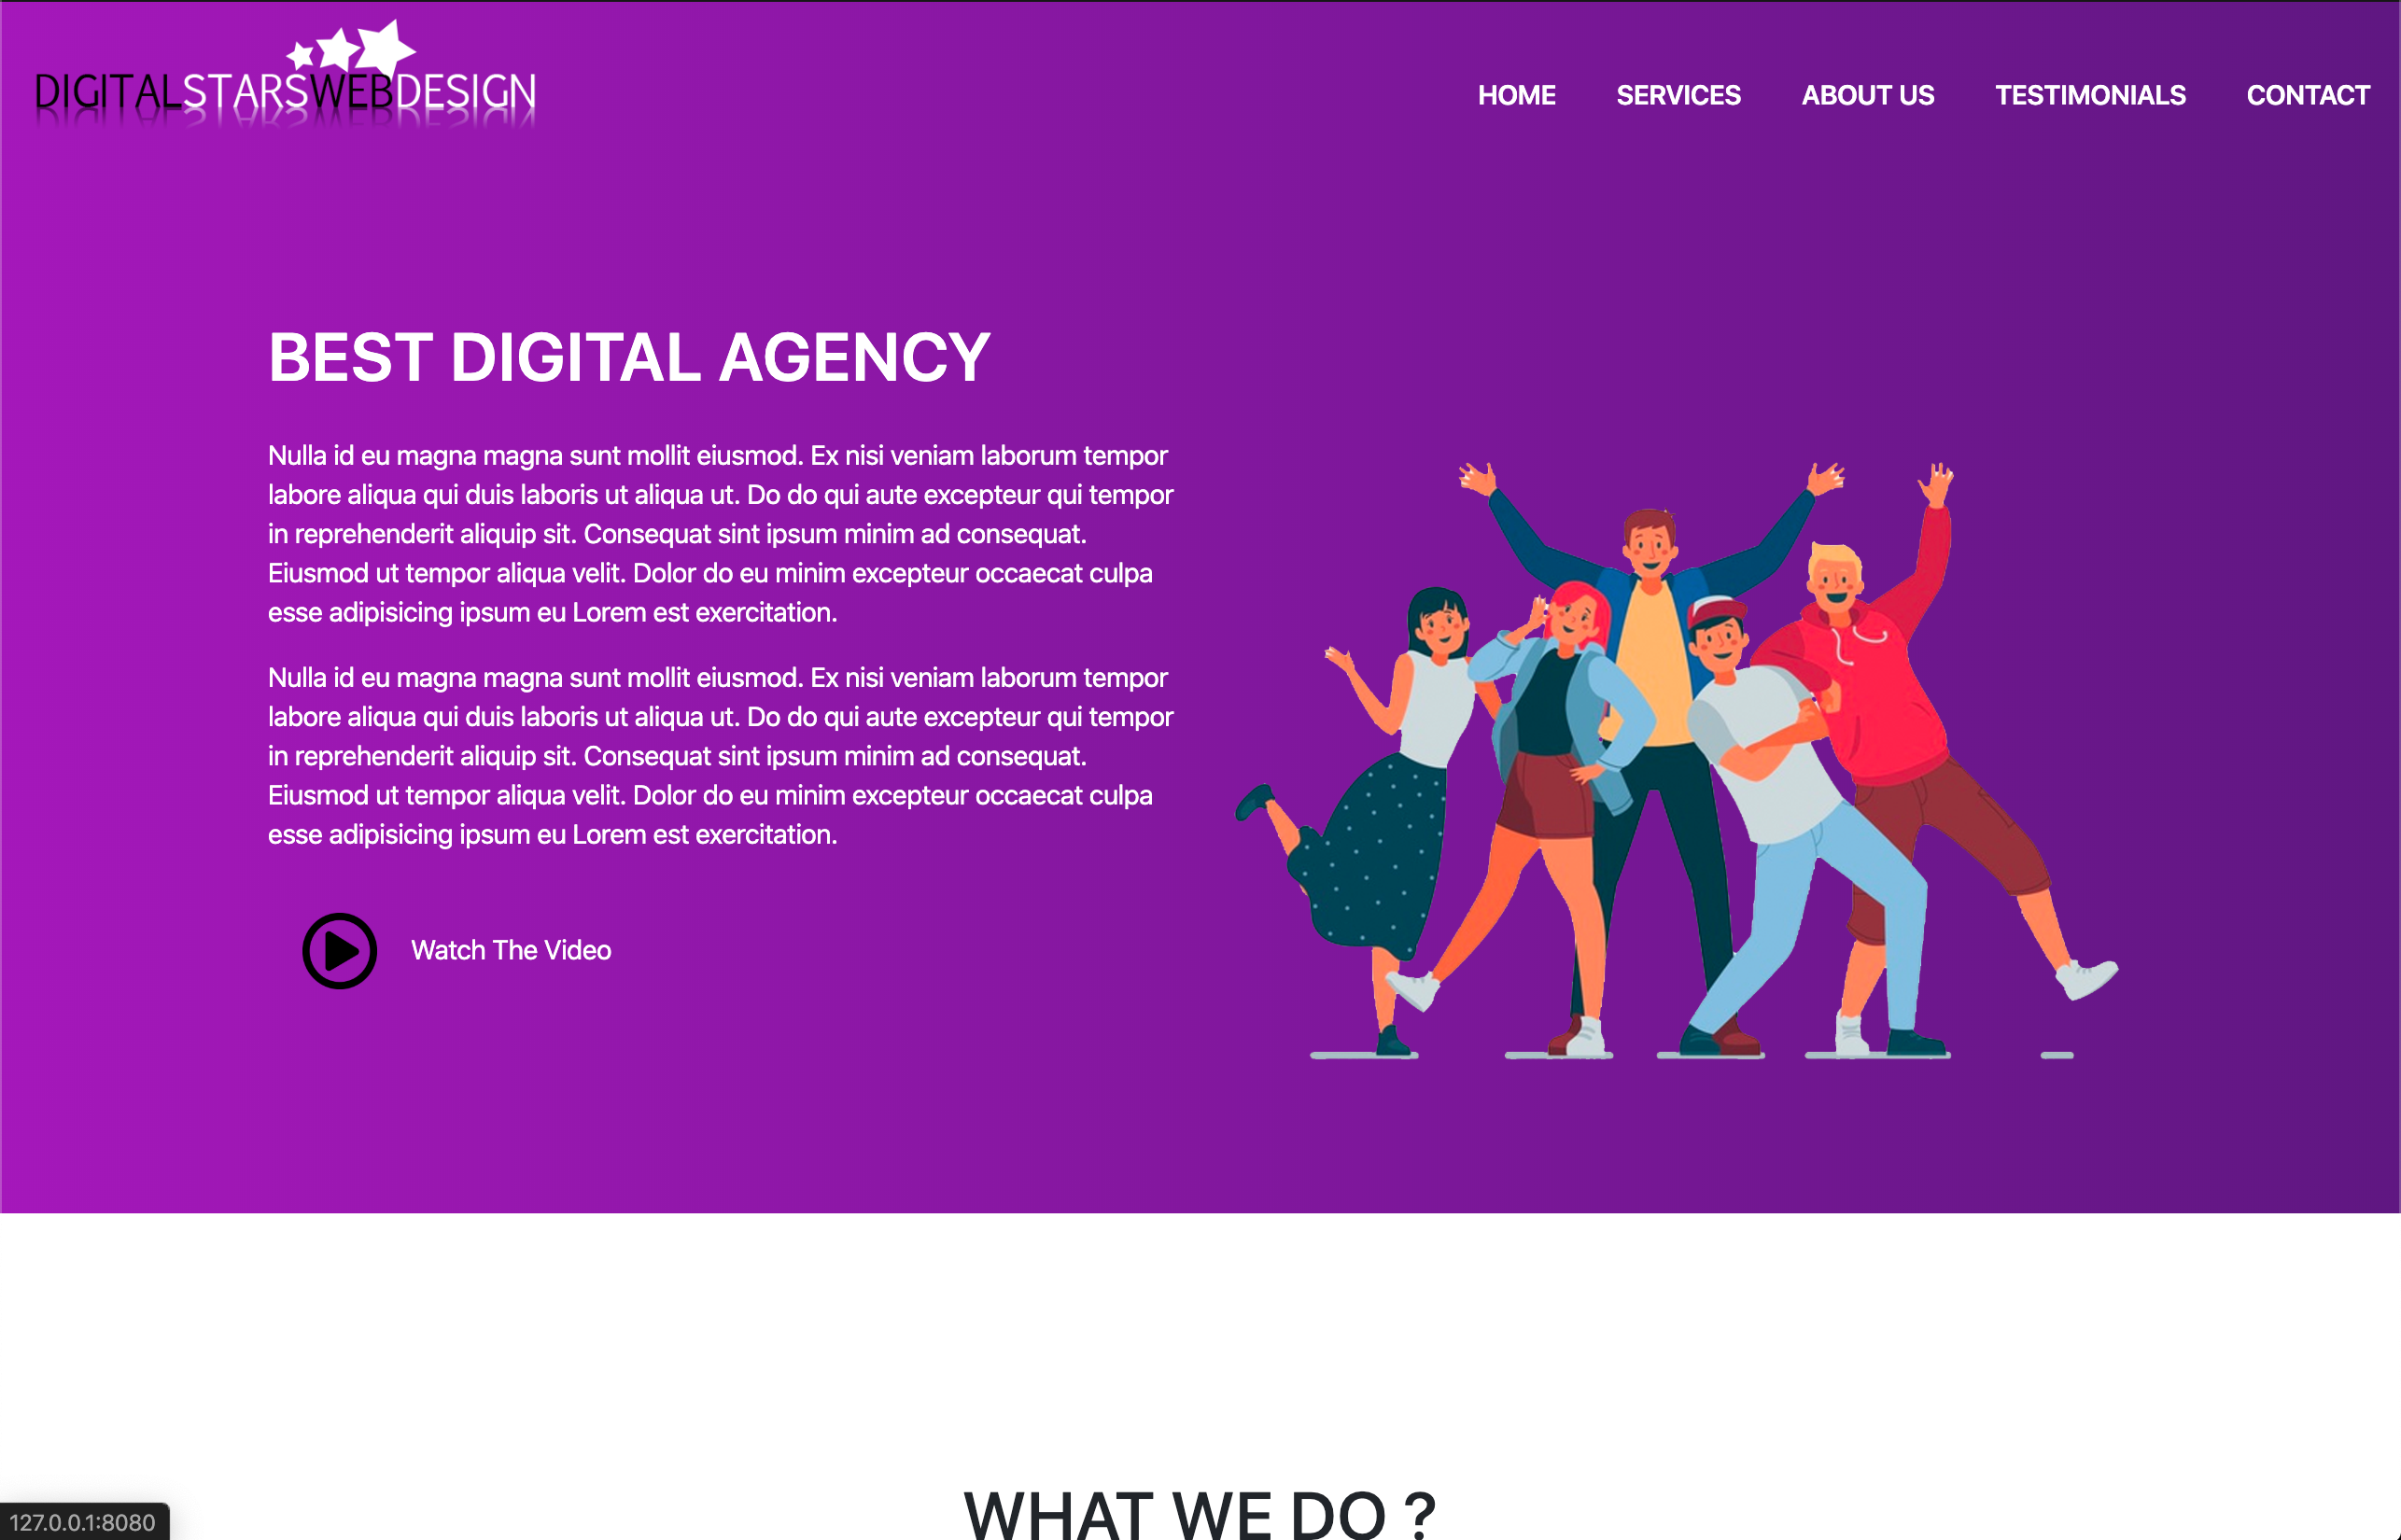 DIGITALSTARSWEBDESIGN
HOME SERVICES ABOUT US TESTIMONIALS CONTACT
BEST DIGITAL AGENCY
Nulla id eu magna magna sunt mollit eiusmod. Ex nisi veniam laborum tempor
labore aliqua qui duis laboris ut aliqua ut. Do do qui aute excepteur qui tempor
in reprehenderit aliquip sit. Consequat sint ipsum minim ad consequat.
Eiusmod ut tempor aliqua velit. Dolor do eu minim excepteur occaecat culpa
esse adipisicing ipsum eu Lorem est exercitation.
Nulla id eu magna magna sunt mollit eiusmod. Ex nisi veniam laborum tempor
labore aliqua qui duis laboris ut aliqua ut. Do do qui aute excepteur qui tempor
in reprehenderit aliquip sit. Consequat sint ipsum minim ad consequat.
Eiusmod ut tempor aliqua velit. Dolor do eu minim excepteur occaecat culpa
esse adipisicing ipsum eu Lorem est exercitation.
Watch The Video
WHAT WE DO ?
127.0.0.1:8080